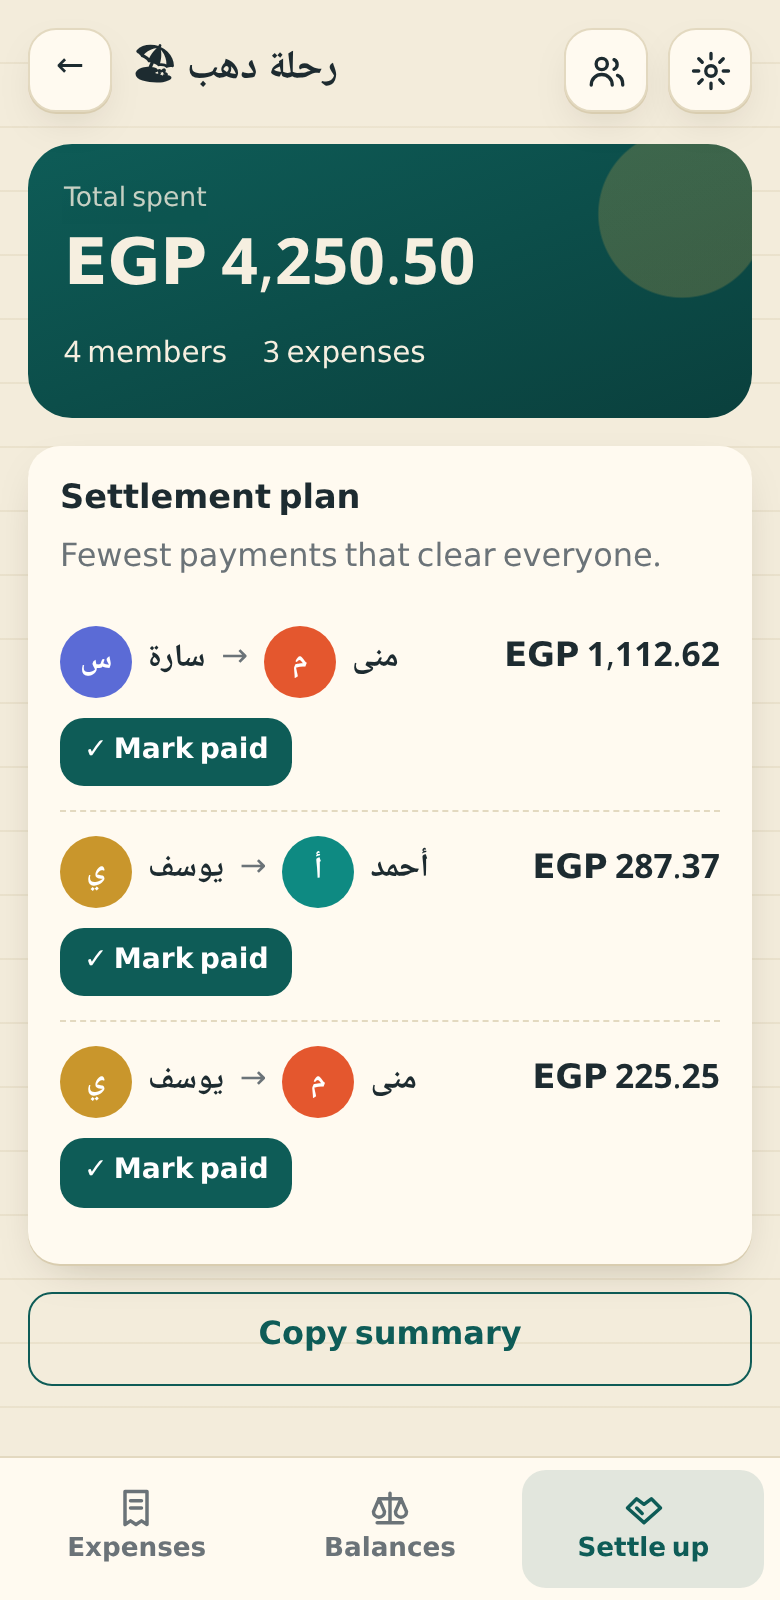 ← رحلة دهب 🏖
Total spent
EGP 4,250.50
4 members 3 expenses
Settlement plan
Fewest payments that clear everyone.
س سارة → م منى EGP 1,112.62
✓ Mark paid
ي يوسف → أ أحمد EGP 287.37
✓ Mark paid
ي يوسف → م منى EGP 225.25
✓ Mark paid
Copy summary
Expenses Balances Settle up